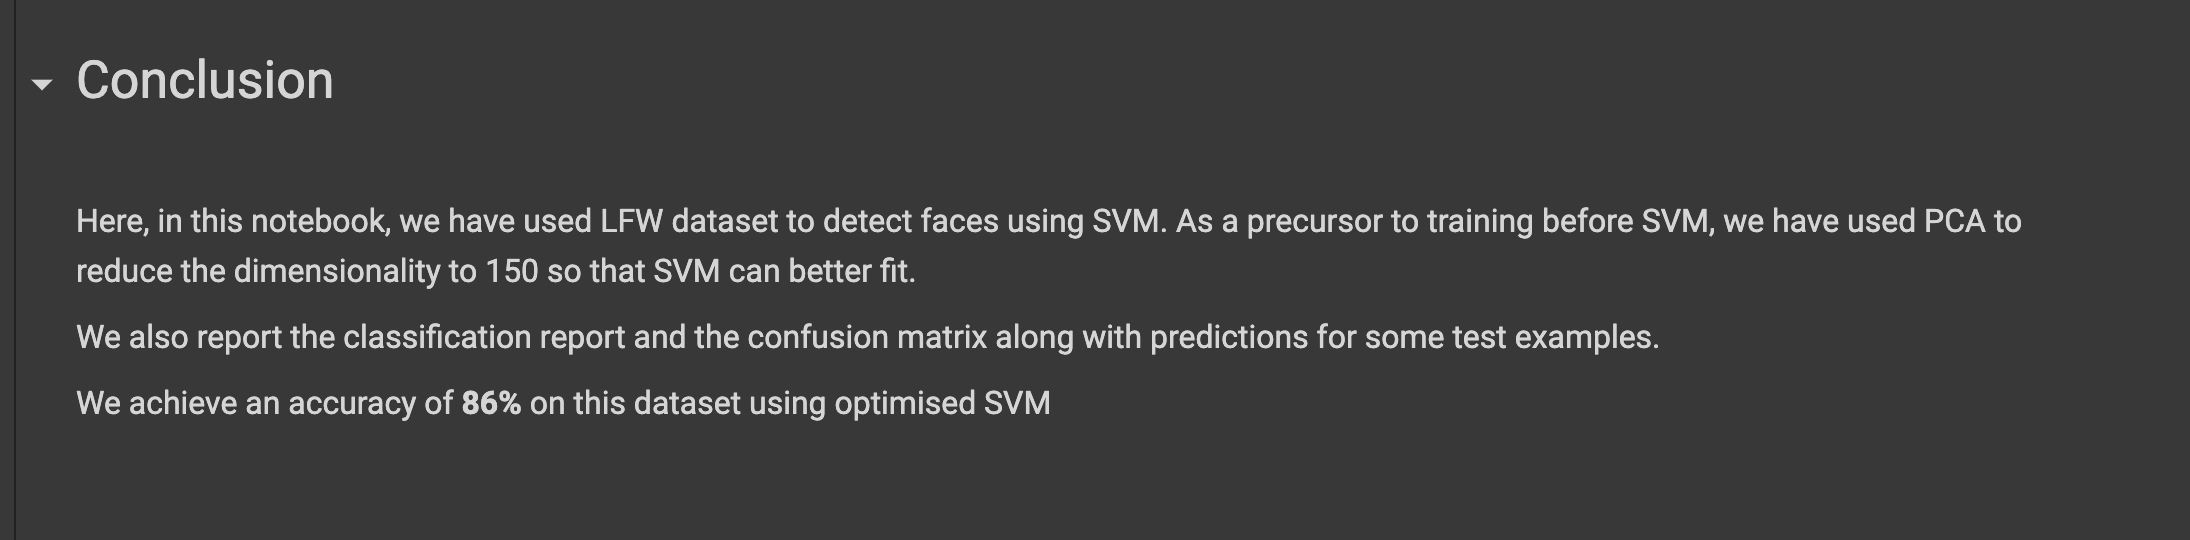 Conclusion
Here, in this notebook, we have used LFW dataset to detect faces using SVM. As a precursor to training before SVM, we have used PCA to
reduce the dimensionality to 150 so that SVM can better fit.
We also report the classification report and the confusion matrix along with predictions for some test examples.
We achieve an accuracy of 86% on this dataset using optimised SVM